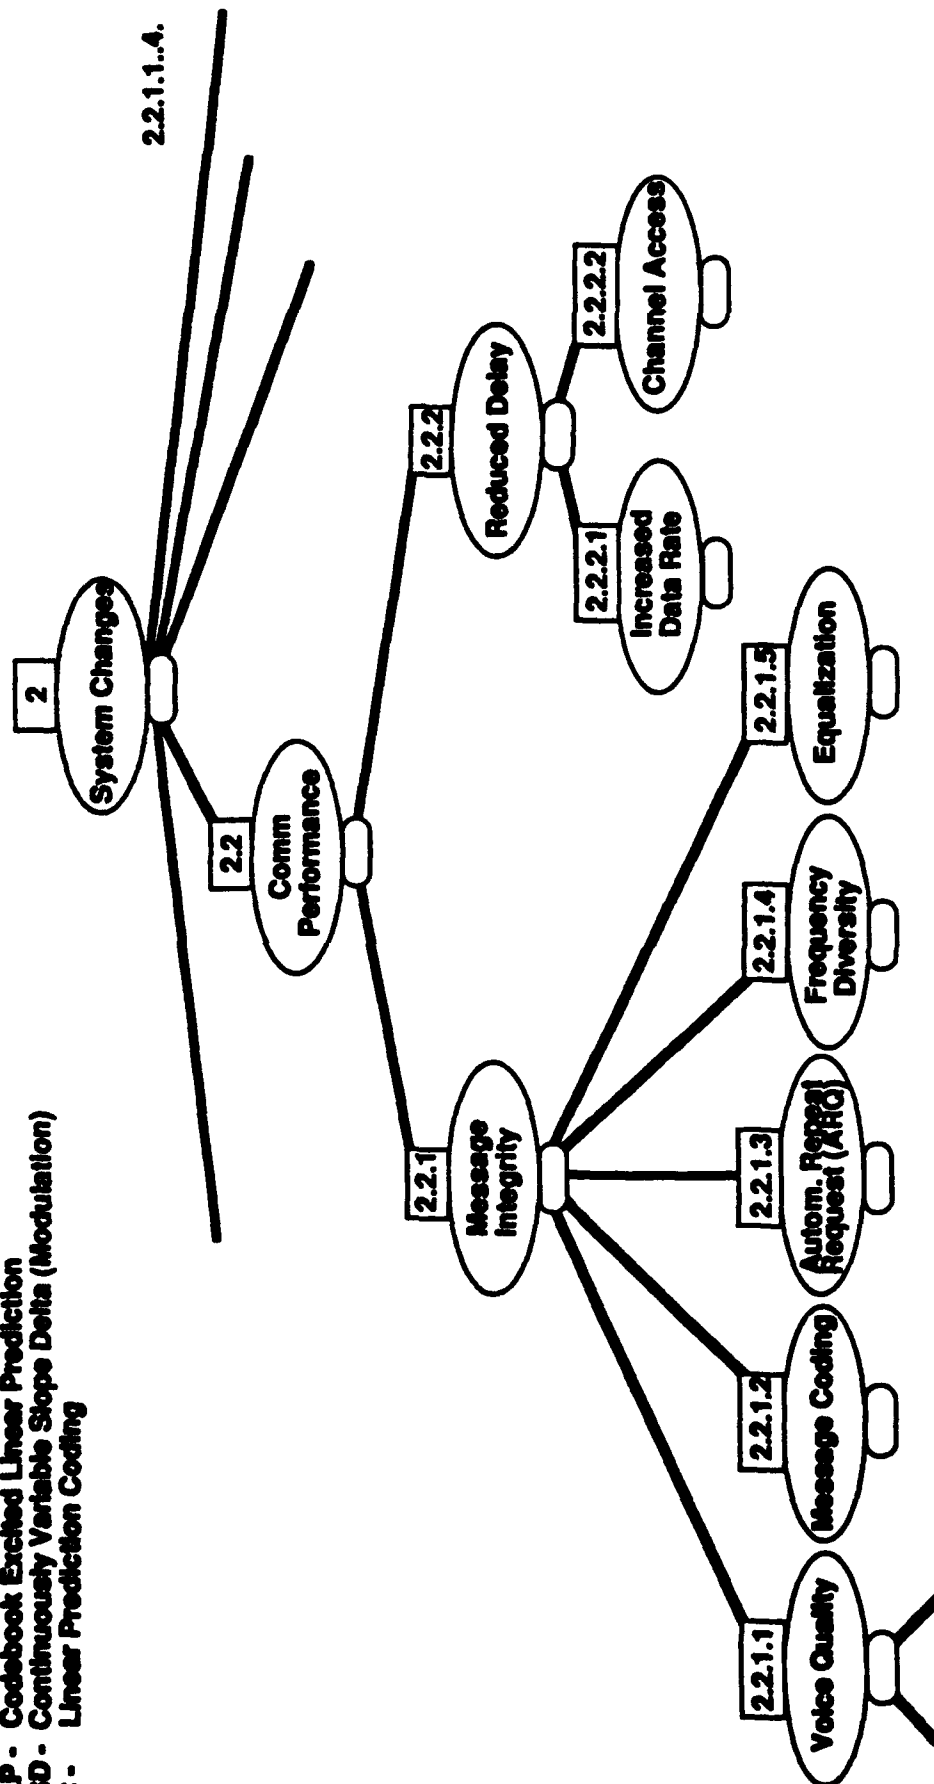 P - Codebook Excited Linear Prediction
SD - Continuously Variable Slope Delta (Modulation)
- Linear Prediction Coding
2.2.1.1..4.
2
System Changes
2.2
Comm
Performance
2.2.1
Message
Integrity
2.2.2
Reduced Delay
2.2.2.1
Increased
Data Rate
2.2.2.2
Channel Access
2.2.1.1
Voice Quality
2.2.1.2
Message Coding
2.2.1.3
Autom. Repeat
Request (ARQ)
2.2.1.4
Frequency
Diversity
2.2.1.5
Equalization